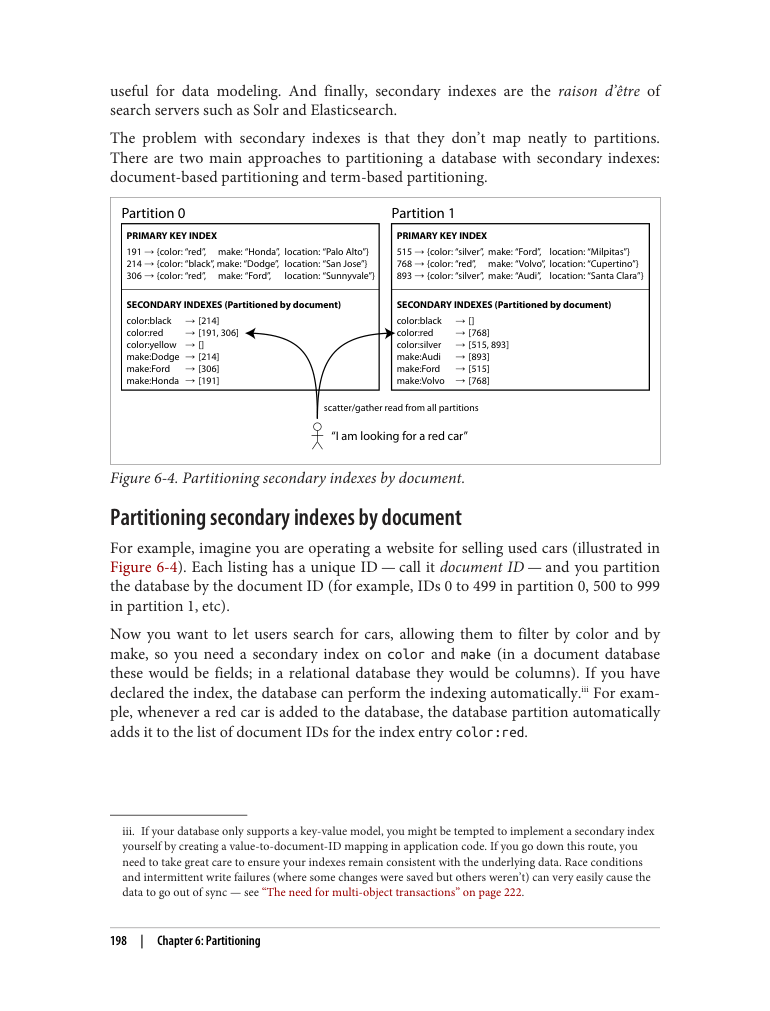 useful for data modeling. And finally, secondary indexes are the raison d’être of
search servers such as Solr and Elasticsearch.
The problem with secondary indexes is that they don’t map neatly to partitions.
There are two main approaches to partitioning a database with secondary indexes:
document-based partitioning and term-based partitioning.
Partition 0
PRIMARY KEY INDEX
191 → {color: “red”, make: “Honda”, location: “Palo Alto”}
214 → {color: “black”, make: “Dodge”, location: “San Jose”}
306 → {color: “red”, make: “Ford”, location: “Sunnyvale”}
SECONDARY INDEXES (Partitioned by document)
color:black → [214]
color:red → [191, 306]
color:yellow → []
make:Dodge → [214]
make:Ford → [306]
make:Honda → [191]
Partition 1
PRIMARY KEY INDEX
515 → {color: “silver”, make: “Ford”, location: “Milpitas”}
768 → {color: “red”, make: “Volvo”, location: “Cupertino”}
893 → {color: “silver”, make: “Audi”, location: “Santa Clara”}
SECONDARY INDEXES (Partitioned by document)
color:black → []
color:red → [768]
color:silver → [515, 893]
make:Audi → [893]
make:Ford → [515]
make:Volvo → [768]
scatter/gather read from all partitions
“I am looking for a red car”
Figure 6-4. Partitioning secondary indexes by document.
Partitioning secondary indexes by document
For example, imagine you are operating a website for selling used cars (illustrated in
Figure 6-4). Each listing has a unique ID — call it document ID — and you partition
the database by the document ID (for example, IDs 0 to 499 in partition 0, 500 to 999
in partition 1, etc).
Now you want to let users search for cars, allowing them to filter by color and by
make, so you need a secondary index on color and make (in a document database
these would be fields; in a relational database they would be columns). If you have
declared the index, the database can perform the indexing automatically.iii For exam-
ple, whenever a red car is added to the database, the database partition automatically
adds it to the list of document IDs for the index entry color:red.
iii. If your database only supports a key-value model, you might be tempted to implement a secondary index
yourself by creating a value-to-document-ID mapping in application code. If you go down this route, you
need to take great care to ensure your indexes remain consistent with the underlying data. Race conditions
and intermittent write failures (where some changes were saved but others weren’t) can very easily cause the
data to go out of sync — see “The need for multi-object transactions” on page 222.
198 | Chapter 6: Partitioning